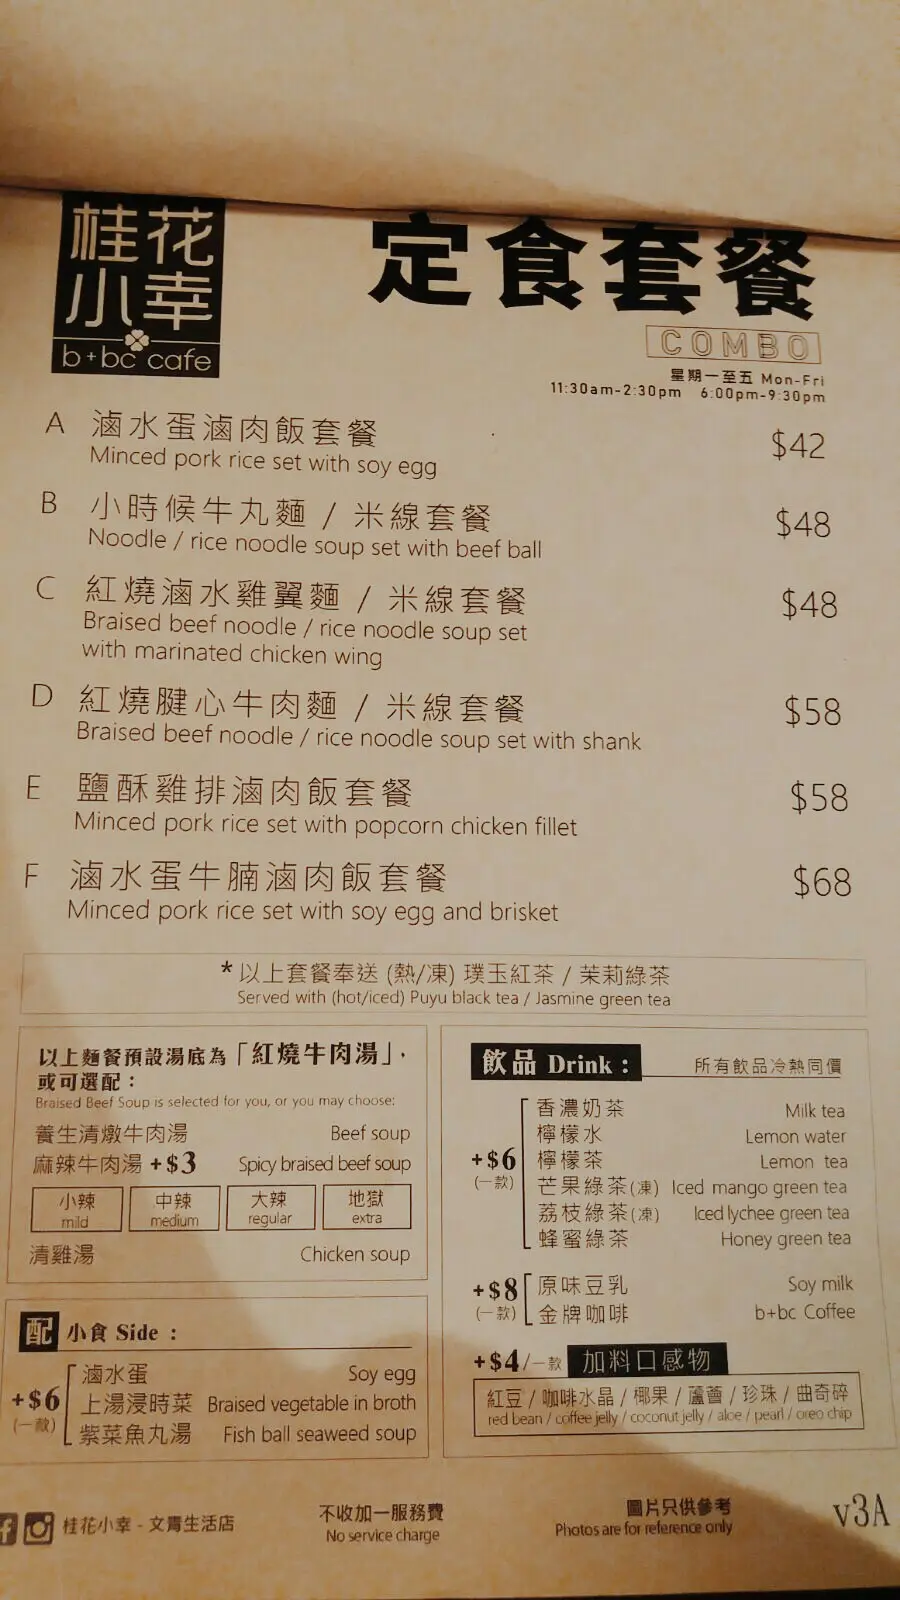 桂花
小幸
b+bc cafe
定食套餐
COMBO
星期一至五 Mon-Fri
11:30am-2:30pm 6:00pm-9:30pm
A 滷水蛋滷肉飯套餐 $42
Minced pork rice set with soy egg
B 小時候牛丸麵 / 米線套餐 $48
Noodle / rice noodle soup set with beef ball
C 紅燒滷水雞翼麵 / 米線套餐 $48
Braised beef noodle / rice noodle soup set
with marinated chicken wing
D 紅燒腱心牛肉麵 / 米線套餐 $58
Braised beef noodle / rice noodle soup set with shank
E 鹽酥雞排滷肉飯套餐 $58
Minced pork rice set with popcorn chicken fillet
F 滷水蛋牛腩滷肉飯套餐 $68
Minced pork rice set with soy egg and brisket
*以上套餐奉送 (熱/凍) 璞玉紅茶 / 茉莉綠茶
Served with (hot/iced) Puyu black tea / Jasmine green tea
以上麵餐預設湯底為「紅燒牛肉湯」,
或可選配：
Braised Beef Soup is selected for you, or you may choose:
養生清燉牛肉湯 Beef soup
麻辣牛肉湯 +$3 Spicy braised beef soup
小辣 中辣 大辣 地獄
mild medium regular extra
清雞湯 Chicken soup
配 小食 Side :
+$6
(一款)
滷水蛋 Soy egg
上湯浸時菜 Braised vegetable in broth
紫菜魚丸湯 Fish ball seaweed soup
飲品 Drink : 所有飲品冷熱同價
+$6
(一款)
香濃奶茶 Milk tea
檸檬水 Lemon water
檸檬茶 Lemon tea
芒果綠茶(凍) Iced mango green tea
荔枝綠茶(凍) Iced lychee green tea
蜂蜜綠茶 Honey green tea
+$8
(一款)
原味豆乳 Soy milk
金牌咖啡 b+bc Coffee
+$4/一款 加料口感物
紅豆 / 咖啡水晶 / 椰果 / 蘆薈 / 珍珠 / 曲奇碎
red bean / coffee jelly / coconut jelly / aloe / pearl / oreo chip
桂花小幸 - 文青生活店
不收加一服務費
No service charge
圖片只供參考
Photos are for reference only
v3A